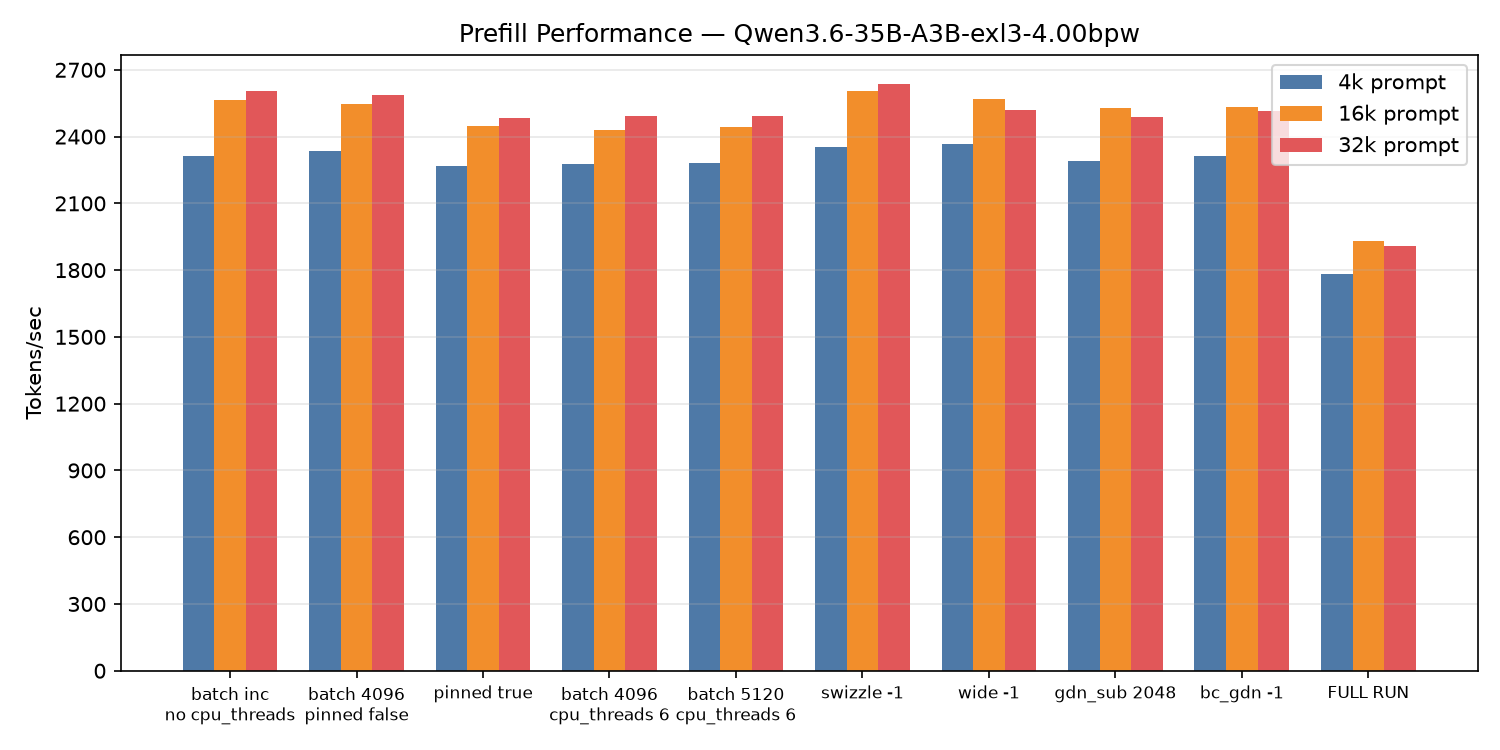 Prefill Performance — Qwen3.6-35B-A3B-exl3-4.00bpw
4k prompt
16k prompt
32k prompt
Tokens/sec
2700
2400
2100
1800
1500
1200
900
600
300
0
batch inc
no cpu_threads
batch 4096
pinned false
pinned true
batch 4096
cpu_threads 6
batch 5120
cpu_threads 6
swizzle -1
wide -1
gdn_sub 2048
bc_gdn -1
FULL RUN